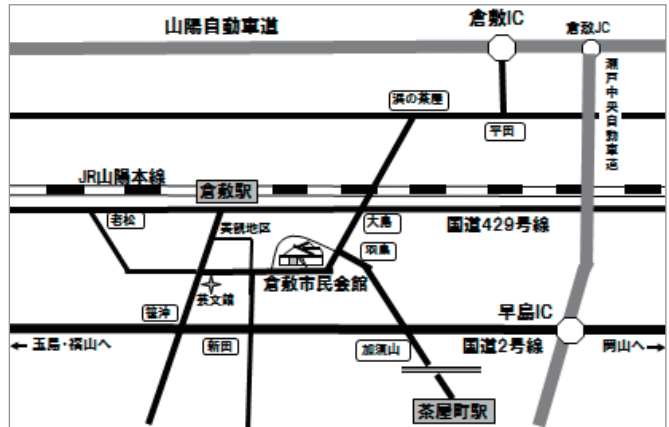 倉敷IC
倉敷JC
山陽自動車道
瀬戸中央自動車道
浜の茶屋
平田
JR山陽本線
倉敷駅
老松
美観地区
大島
国道429号線
羽島
倉敷市民会館
芸文館
笹沖
早島IC
← 玉島・福山へ
新田
加須山
国道2号線
岡山へ→
茶屋町駅